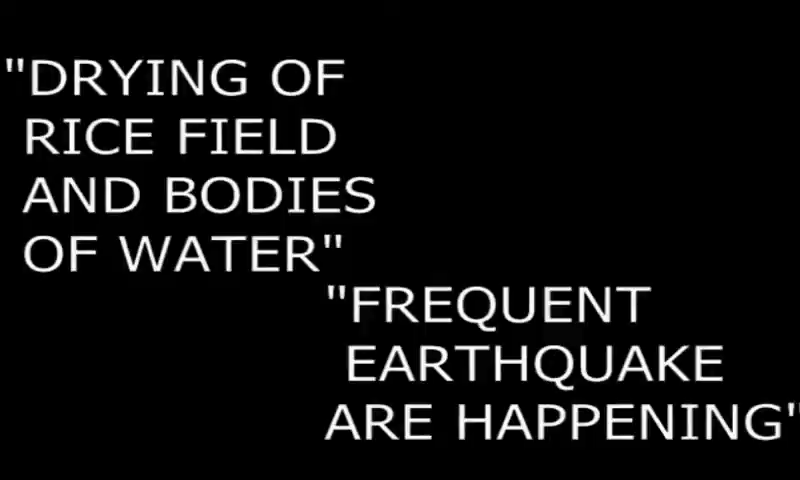 "DRYING OF
RICE FIELD
AND BODIES
OF WATER"
"FREQUENT
EARTHQUAKE
ARE HAPPENING"